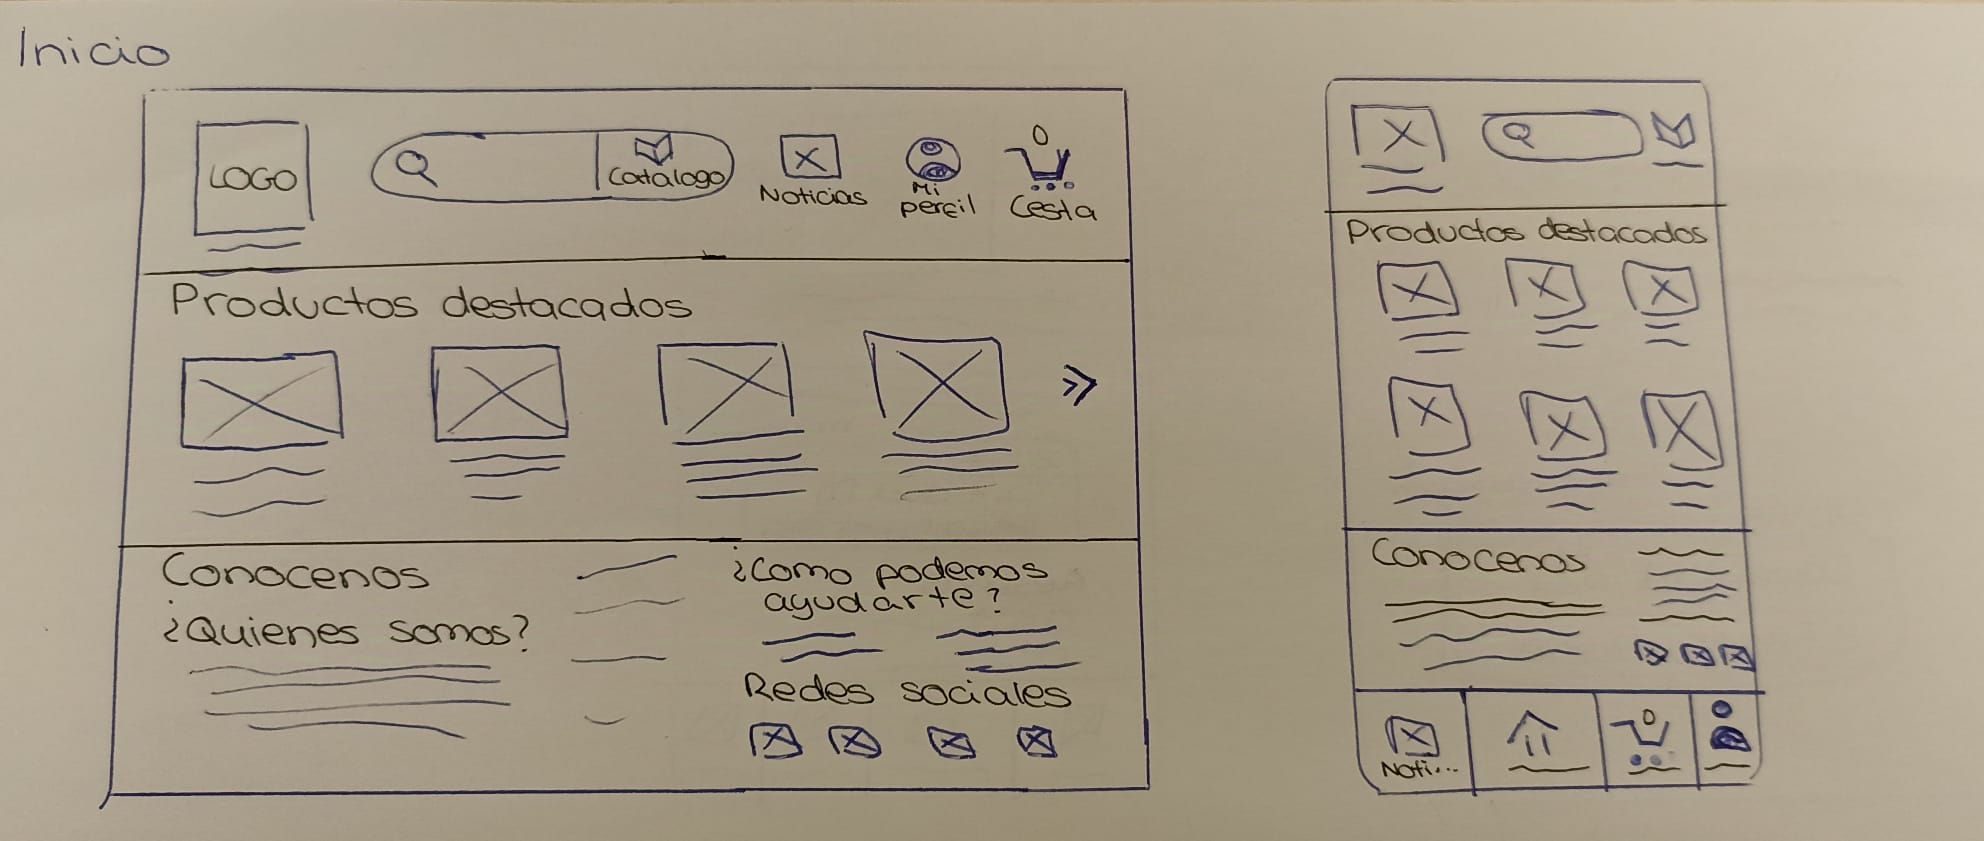 Inicio
LOGO
Catalogo
Noticias
Mi
perfil
0
Cesta
Productos destacados
Conocenos
¿Quienes somos?
¿Como podemos
ayudarte?
Redes sociales
Productos destacados
Conocenos
Noti...
0